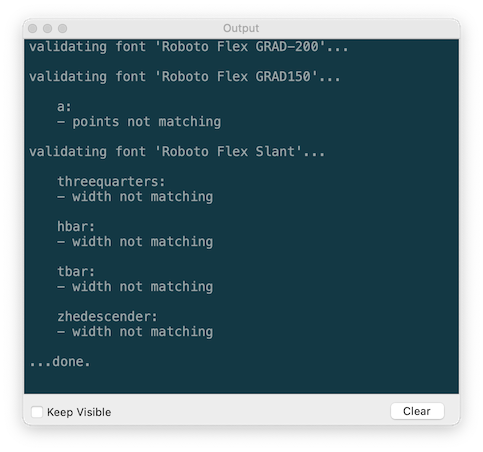 Output
validating font 'Roboto Flex GRAD-200'...
validating font 'Roboto Flex GRAD150'...
a:
- points not matching
validating font 'Roboto Flex Slant'...
threequarters:
- width not matching
hbar:
- width not matching
tbar:
- width not matching
zhedescender:
- width not matching
...done.
Keep Visible
Clear